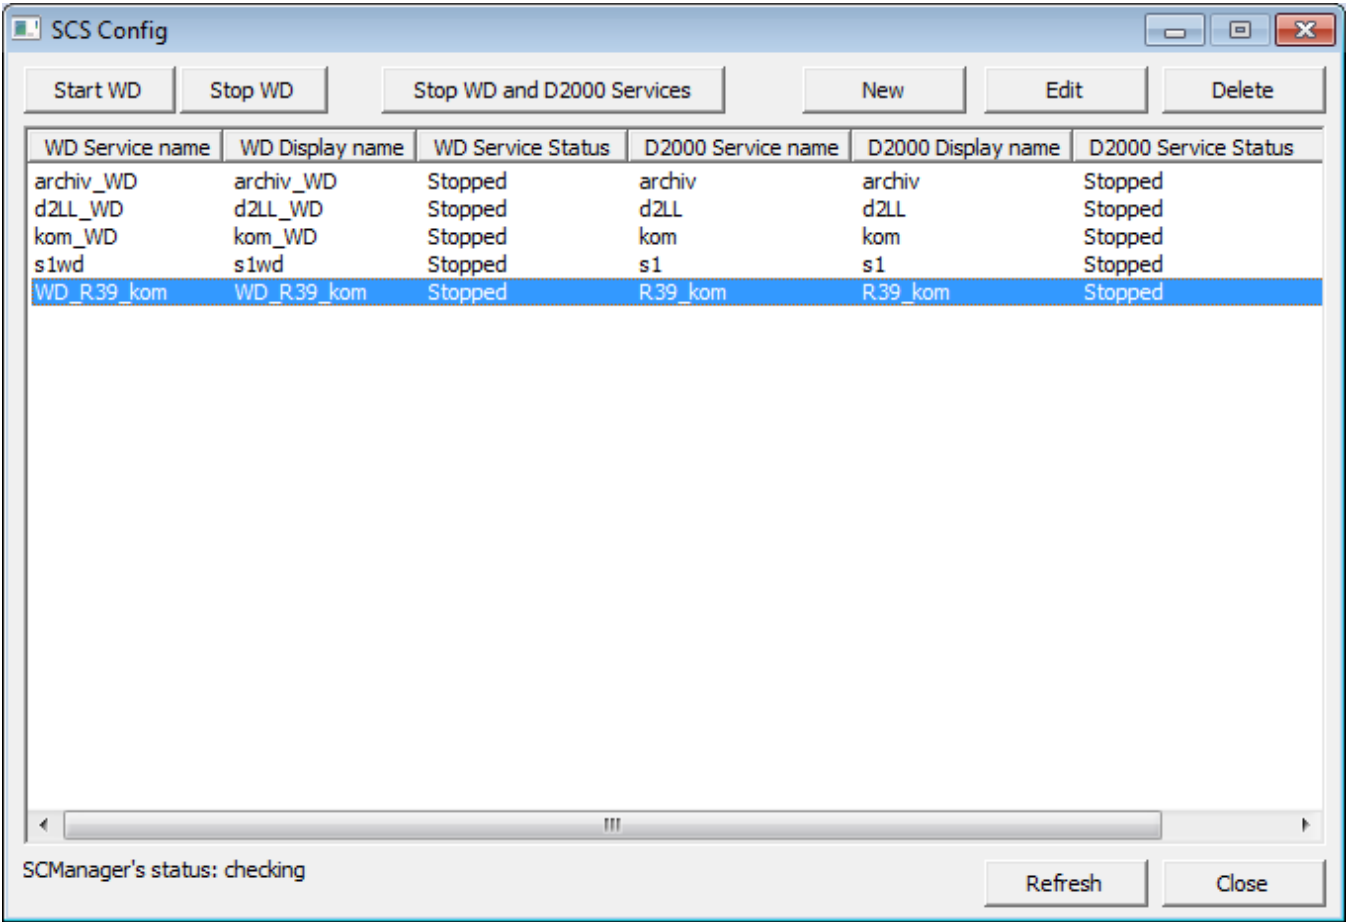 SCS Config
Start WD Stop WD Stop WD and D2000 Services New Edit Delete
WD Service name WD Display name WD Service Status D2000 Service name D2000 Display name D2000 Service Status
archiv_WD archiv_WD Stopped archiv archiv Stopped
d2LL_WD d2LL_WD Stopped d2LL d2LL Stopped
kom_WD kom_WD Stopped kom kom Stopped
s1wd s1wd Stopped s1 s1 Stopped
WD_R39_kom WD_R39_kom Stopped R39_kom R39_kom Stopped
SCManager's status: checking
Refresh Close